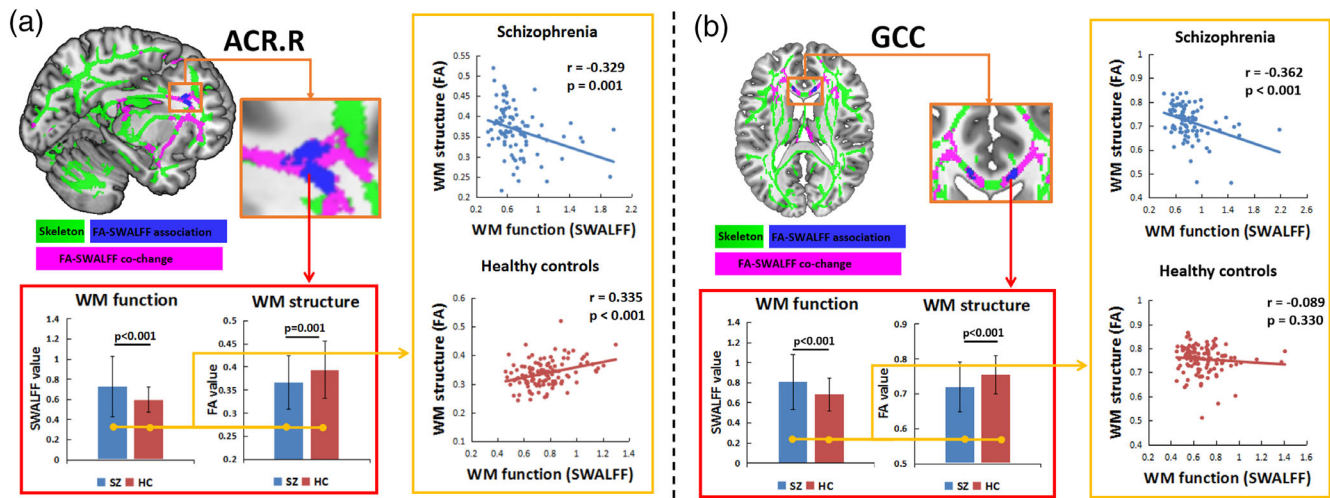 (a)
ACR.R
Skeleton
FA-SWALFF association
FA-SWALFF co-change
WM function
SWALFF value
1.4
1.2
1
0.8
0.6
0.4
0.2
0
p<0.001
SZ HC
WM structure
FA value
0.5
0.45
0.4
0.35
0.3
0.25
0.2
p=0.001
SZ HC
Schizophrenia
r = -0.329
p = 0.001
WM structure (FA)
0.55
0.5
0.45
0.4
0.35
0.3
0.25
0.2
0.2 0.6 1 1.4 1.8 2.2
WM function (SWALFF)
Healthy controls
r = 0.335
p < 0.001
WM structure (FA)
0.6
0.5
0.4
0.3
0.2
0.1
0.3 0.5 0.7 0.9 1.1 1.3
WM function (SWALFF)
(b)
GCC
Skeleton
FA-SWALFF association
FA-SWALFF co-change
WM function
SWALFF value
1.4
1.2
1
0.8
0.6
0.4
0.2
0
p<0.001
SZ HC
WM structure
FA value
0.9
0.8
0.7
0.6
0.5
p<0.001
SZ HC
Schizophrenia
r = -0.362
p < 0.001
WM structure (FA)
1
0.9
0.8
0.7
0.6
0.5
0.4
0.2 0.6 1 1.4 1.8 2.2 2.6
WM function (SWALFF)
Healthy controls
r = -0.089
p = 0.330
WM structure (FA)
1
0.9
0.8
0.7
0.6
0.5
0.4
0.2 0.4 0.6 0.8 1 1.2 1.4 1.6
WM function (SWALFF)